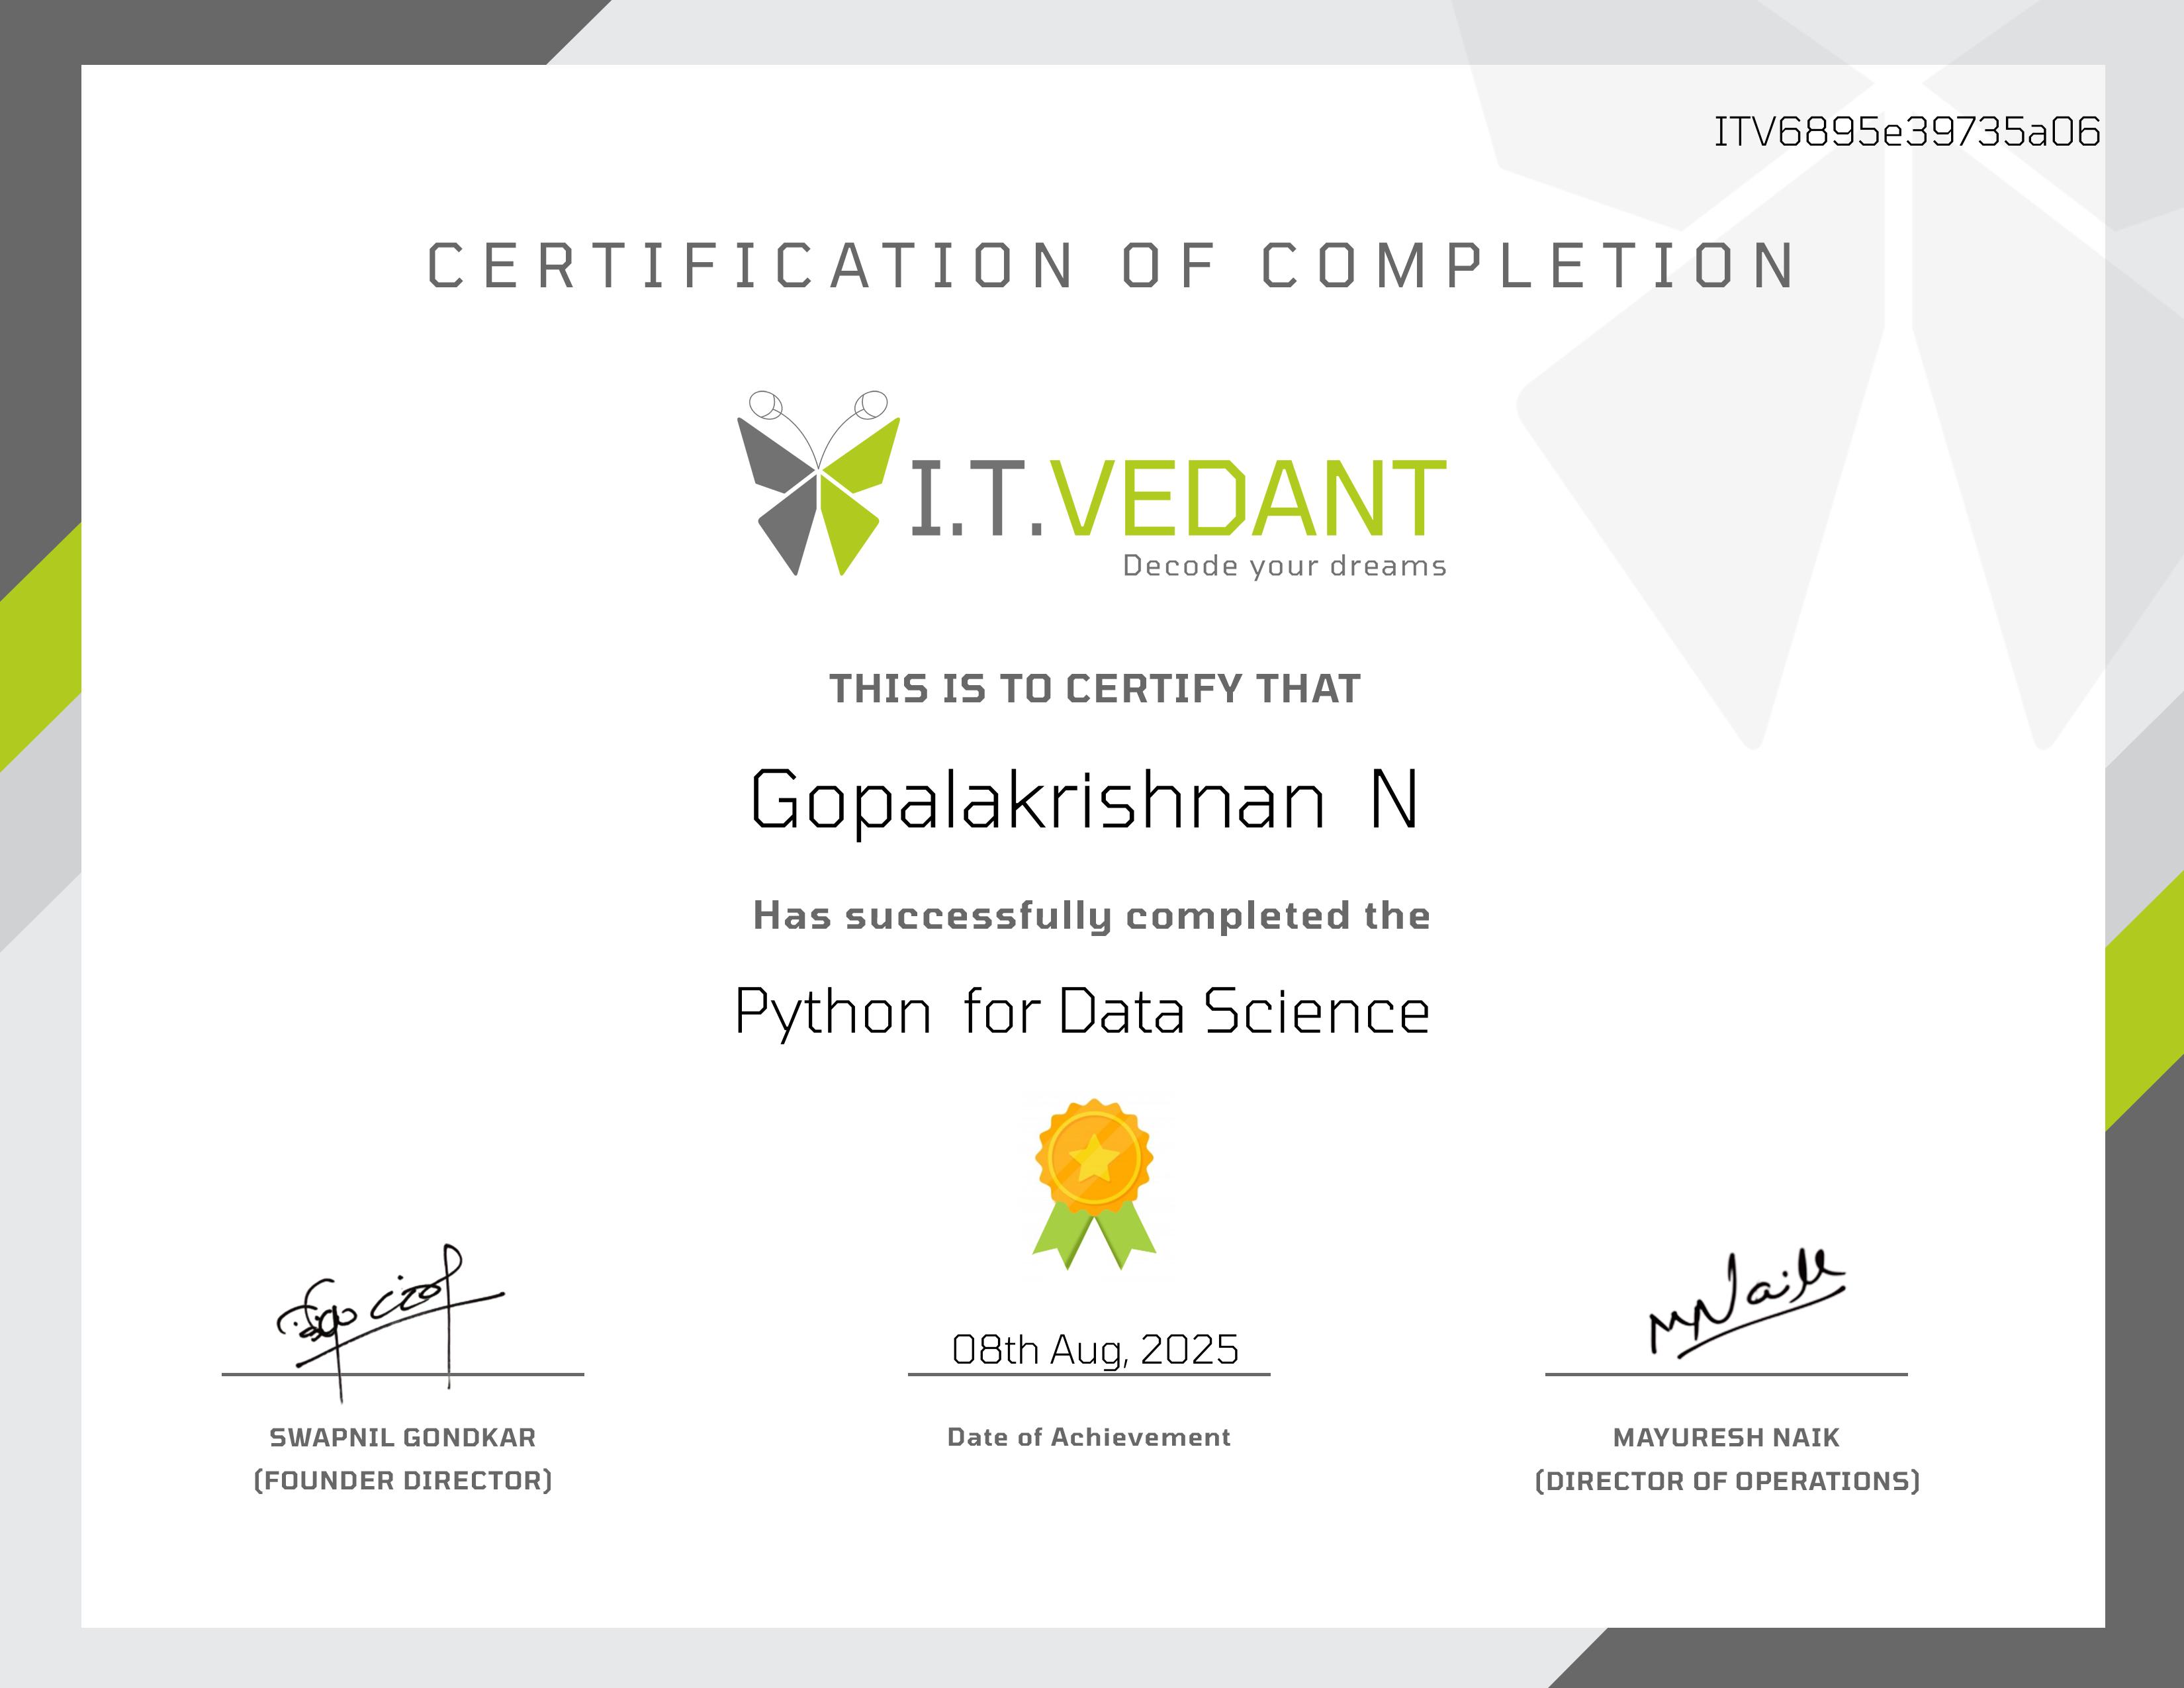 ITV6895e39735a06
CERTIFICATION OF COMPLETION
I.T.VEDANT
Decode your dreams
THIS IS TO CERTIFY THAT
Gopalakrishnan N
Has successfully completed the
Python for Data Science
08th Aug, 2025
SWAPNIL GONDKAR
(FOUNDER DIRECTOR)
Date of Achievement
MAYURESH NAIK
(DIRECTOR OF OPERATIONS)